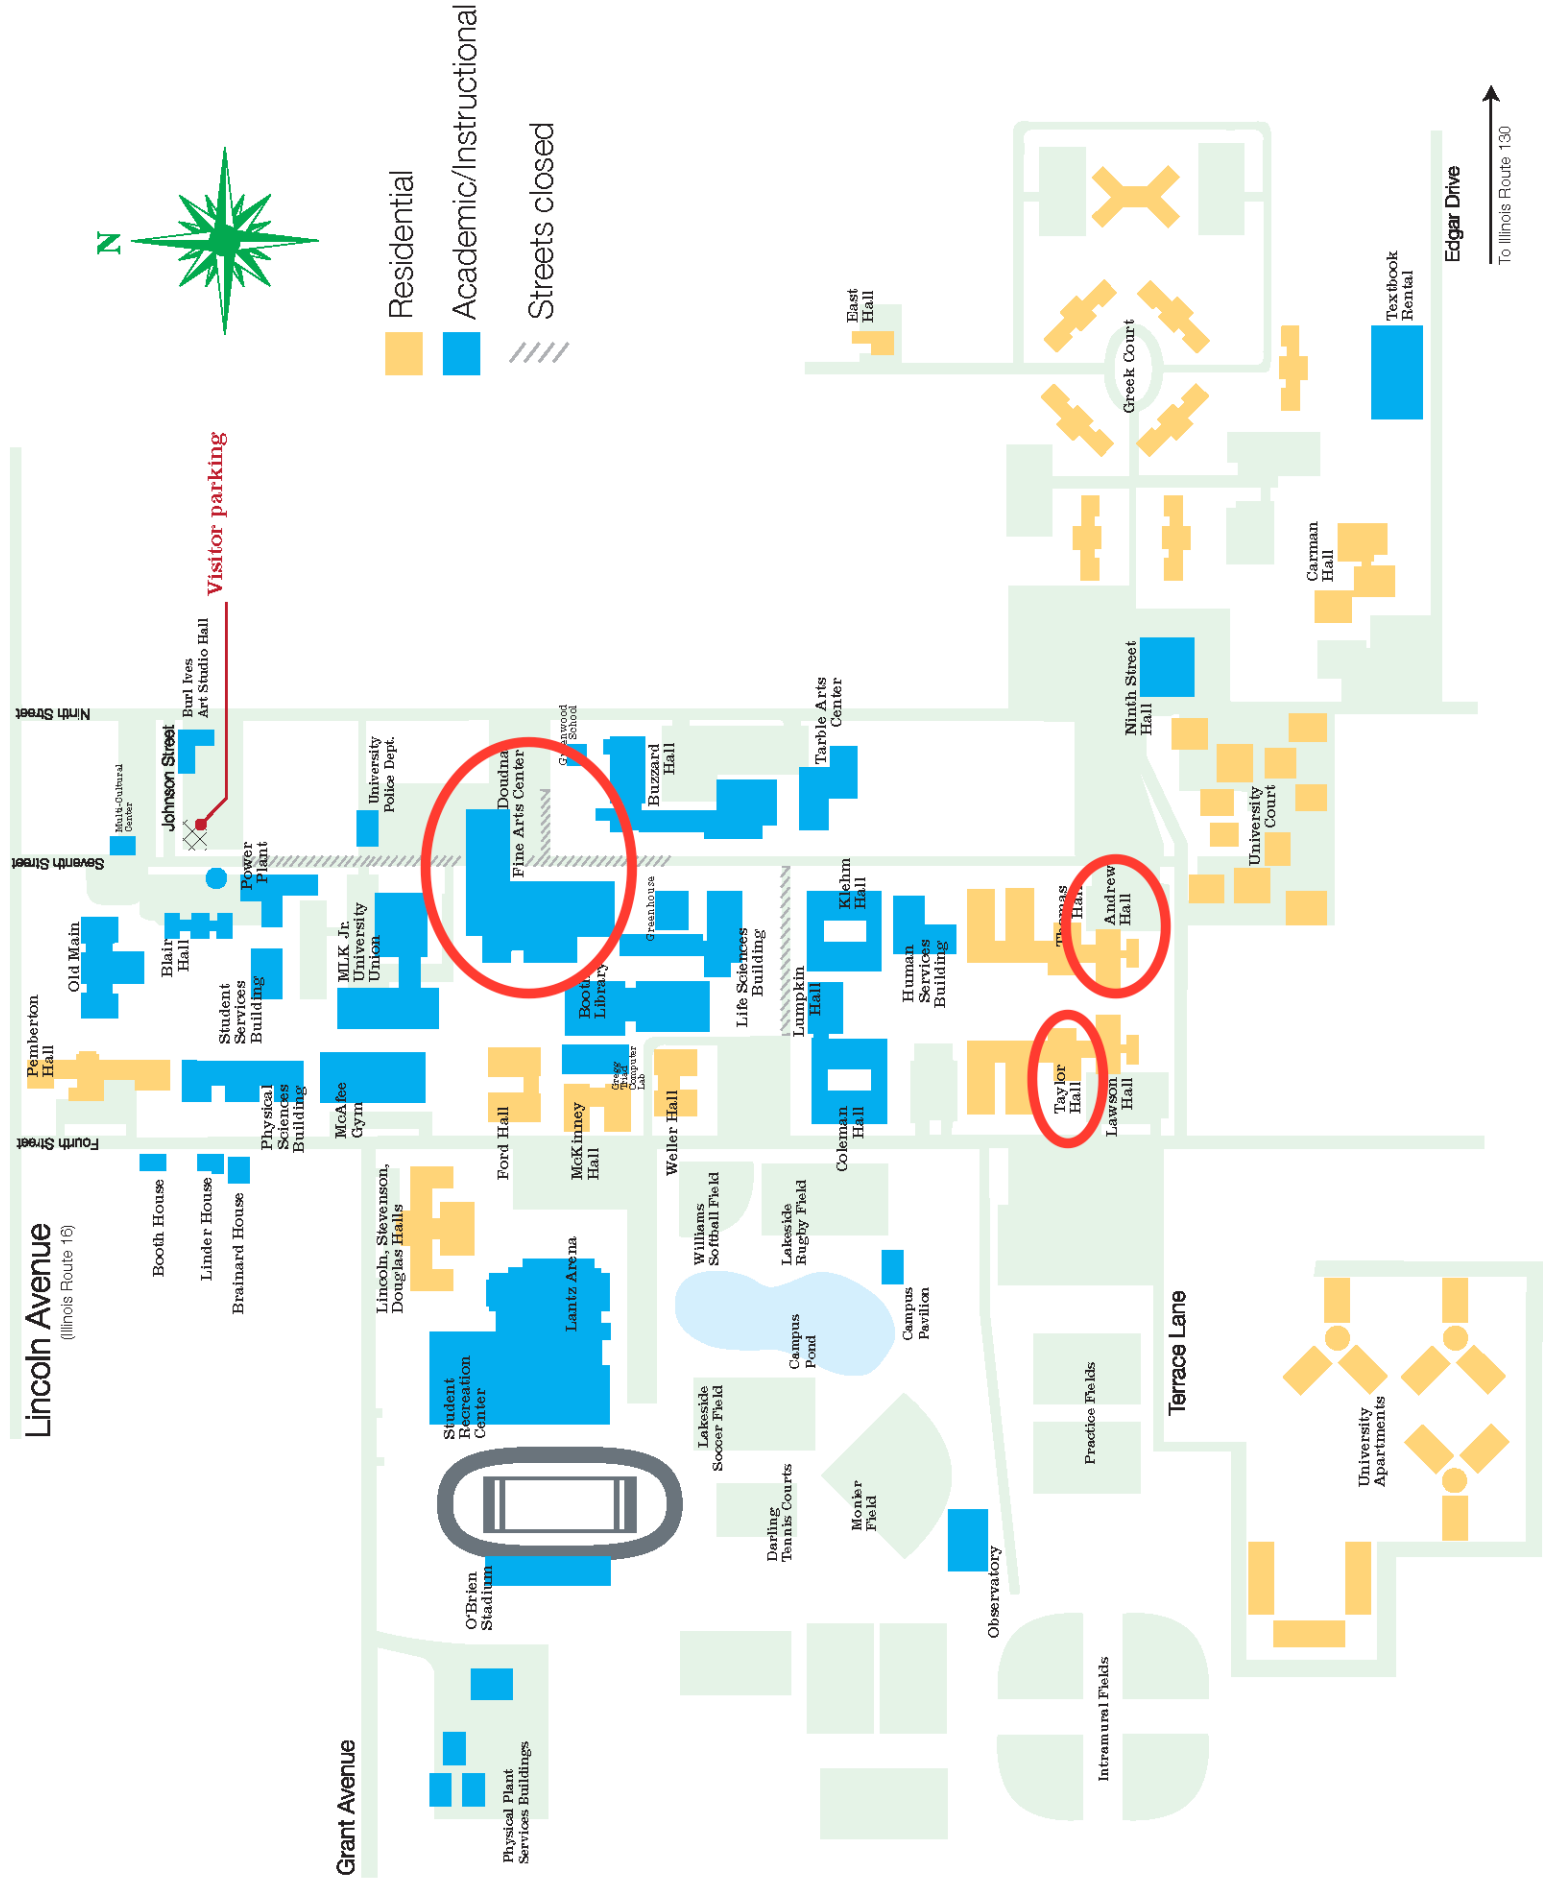 N
Residential
Academic/Instructional
Streets closed
Visitor parking
Lincoln Avenue
(Illinois Route 16)
Ninth Street
Seventh Street
Fourth Street
Johnson Street
Grant Avenue
Terrace Lane
Edgar Drive
To Illinois Route 130
Burl Ives
Art Studio Hall
Multi-Cultural
Center
Power
Plant
University
Police Dept.
Old Main
Blair
Hall
Student
Services
Building
MLK Jr.
University
Union
Pemberton
Hall
Physical
Sciences
Building
McAfee
Gym
Booth House
Linder House
Brainard House
Doudna
Fine Arts Center
Greenwood
School
Buzzard
Hall
Tarble Arts
Center
Greenhouse
Booth
Library
Life Sciences
Building
Gregg
Triad
Computer
Lab
Ford Hall
McKinney
Hall
Weller Hall
Lumpkin
Hall
Klehm
Hall
Human
Services
Building
Coleman
Hall
Thomas
Hall
Andrew
Hall
Taylor
Hall
Lawson
Hall
East
Hall
Greek Court
Textbook
Rental
Carman
Hall
Ninth Street
Hall
University
Court
Lincoln, Stevenson,
Douglas Halls
Lantz Arena
Student
Recreation
Center
O'Brien
Stadium
Williams
Softball Field
Lakeside
Rugby Field
Campus
Pond
Campus
Pavilion
Lakeside
Soccer Field
Darling
Tennis Courts
Monier
Field
Observatory
Practice Fields
University
Apartments
Intramural Fields
Physical Plant
Services Buildings